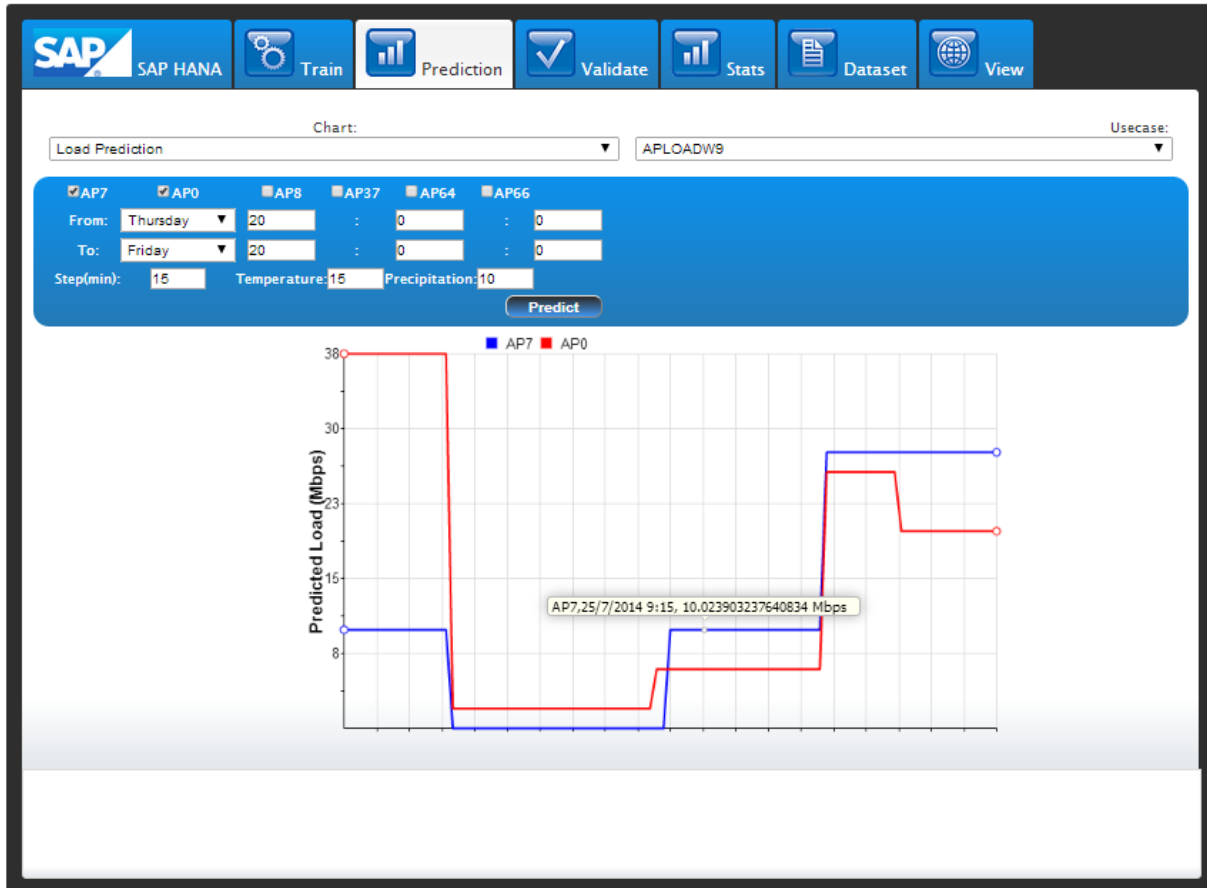 SAP SAP HANA Train Prediction Validate Stats Dataset View
Chart: Usecase:
Load Prediction APLOADW9
AP7 AP0 AP8 AP37 AP64 AP66
From: Thursday 20 : 0 : 0
To: Friday 20 : 0 : 0
Step(min): 15 Temperature: 15 Precipitation: 10
Predict
AP7 AP0
38
30
23
15
8
Predicted Load (Mbps)
AP7,25/7/2014 9:15, 10.023903237640834 Mbps